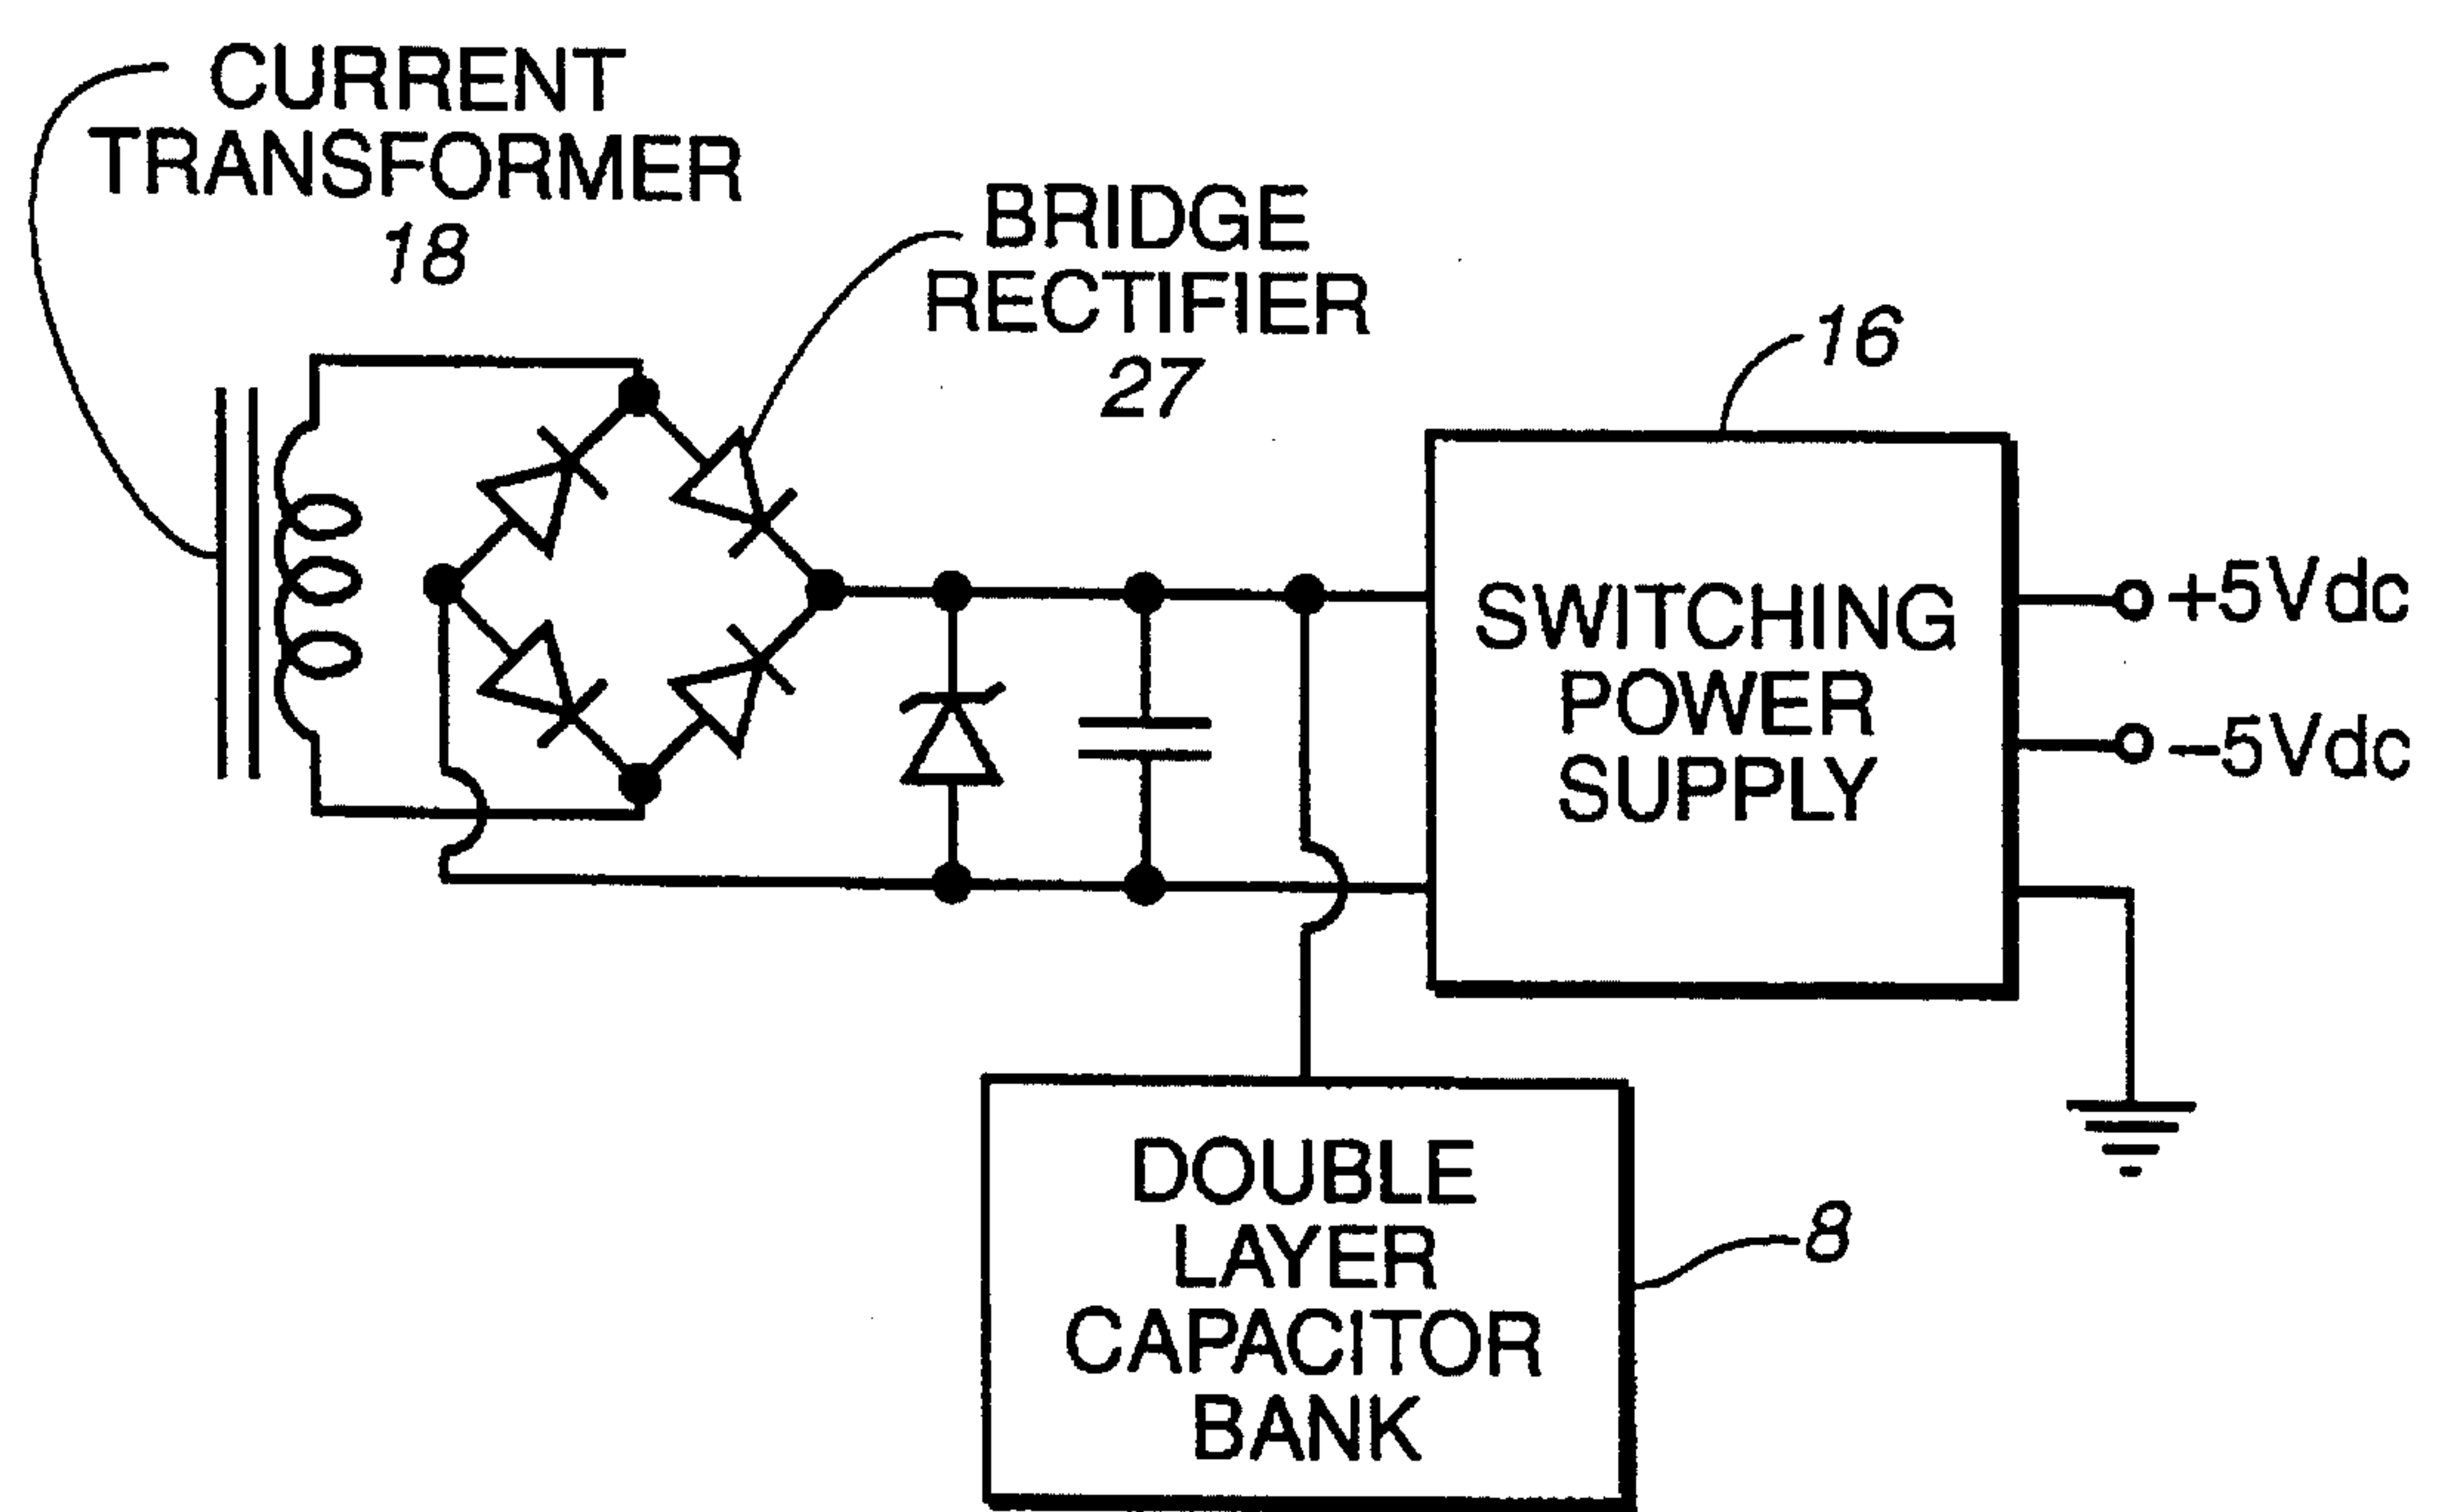 CURRENT
TRANSFORMER
18
BRIDGE
RECTIFIER
27
16
SWITCHING
POWER
SUPPLY
+5Vdc
−5Vdc
DOUBLE
LAYER
CAPACITOR
BANK
8